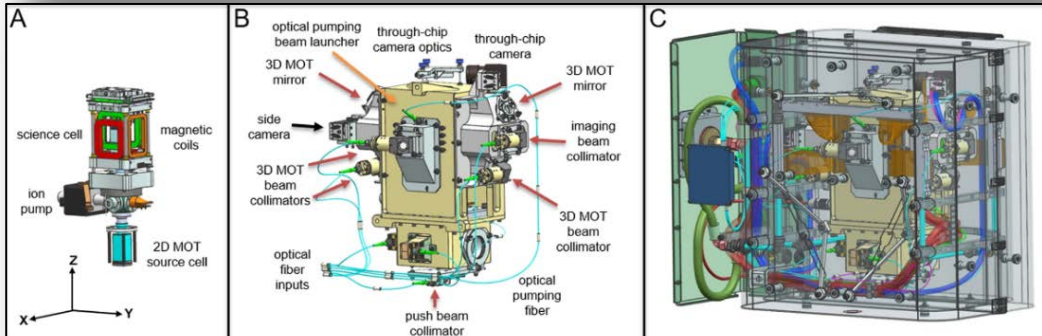 A
science cell
magnetic
coils
ion
pump
2D MOT
source cell
Z
X
Y
B
optical pumping
beam launcher
through-chip
camera optics
through-chip
camera
3D MOT
mirror
3D MOT
mirror
side
camera
imaging
beam
collimator
3D MOT
beam
collimators
3D MOT
beam
collimator
optical
fiber
inputs
optical
pumping
fiber
push beam
collimator
C